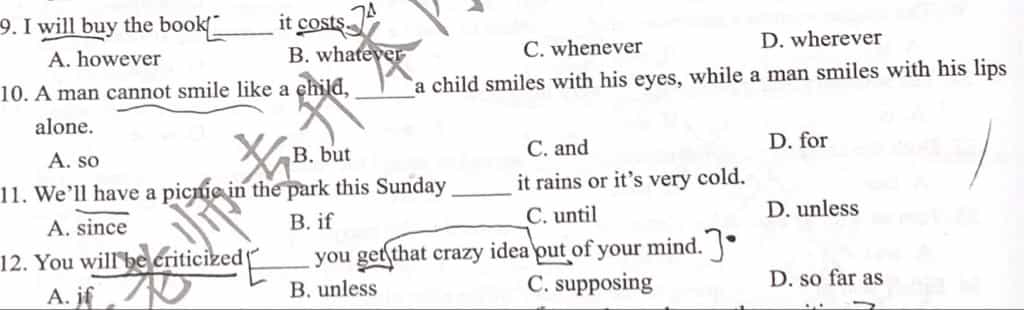 9. I will buy the book ______ it costs.
A. however B. whatever C. whenever D. wherever
10. A man cannot smile like a child, ______ a child smiles with his eyes, while a man smiles with his lips
alone.
A. so B. but C. and D. for
11. We'll have a picnic in the park this Sunday ______ it rains or it's very cold.
A. since B. if C. until D. unless
12. You will be criticized ______ you get that crazy idea out of your mind.
A. if B. unless C. supposing D. so far as